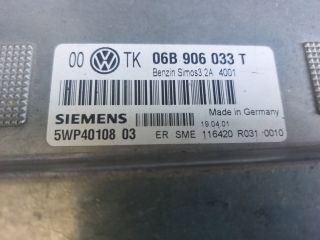 00 VW TK 06B 906 033 T
Benzin Simos3.2A 4001
Made in Germany
SIEMENS 19.04.01
5WP40108 03 ER SME 116420 R031 0010